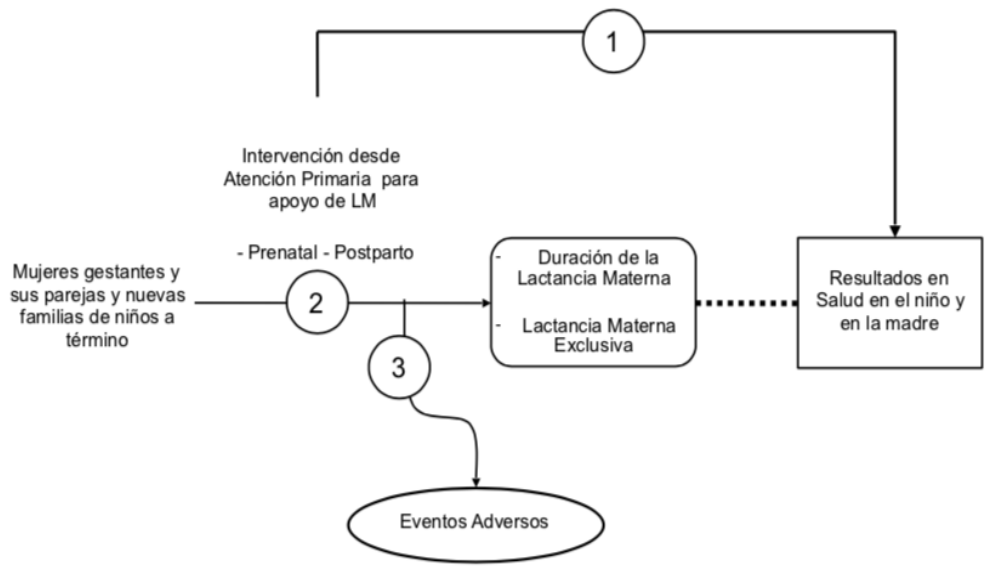 1
Intervención desde
Atención Primaria para
apoyo de LM
- Prenatal - Postparto
Mujeres gestantes y
sus parejas y nuevas
familias de niños a
término
2
- Duración de la
Lactancia Materna
- Lactancia Materna
Exclusiva
Resultados en
Salud en el niño y
en la madre
3
Eventos Adversos